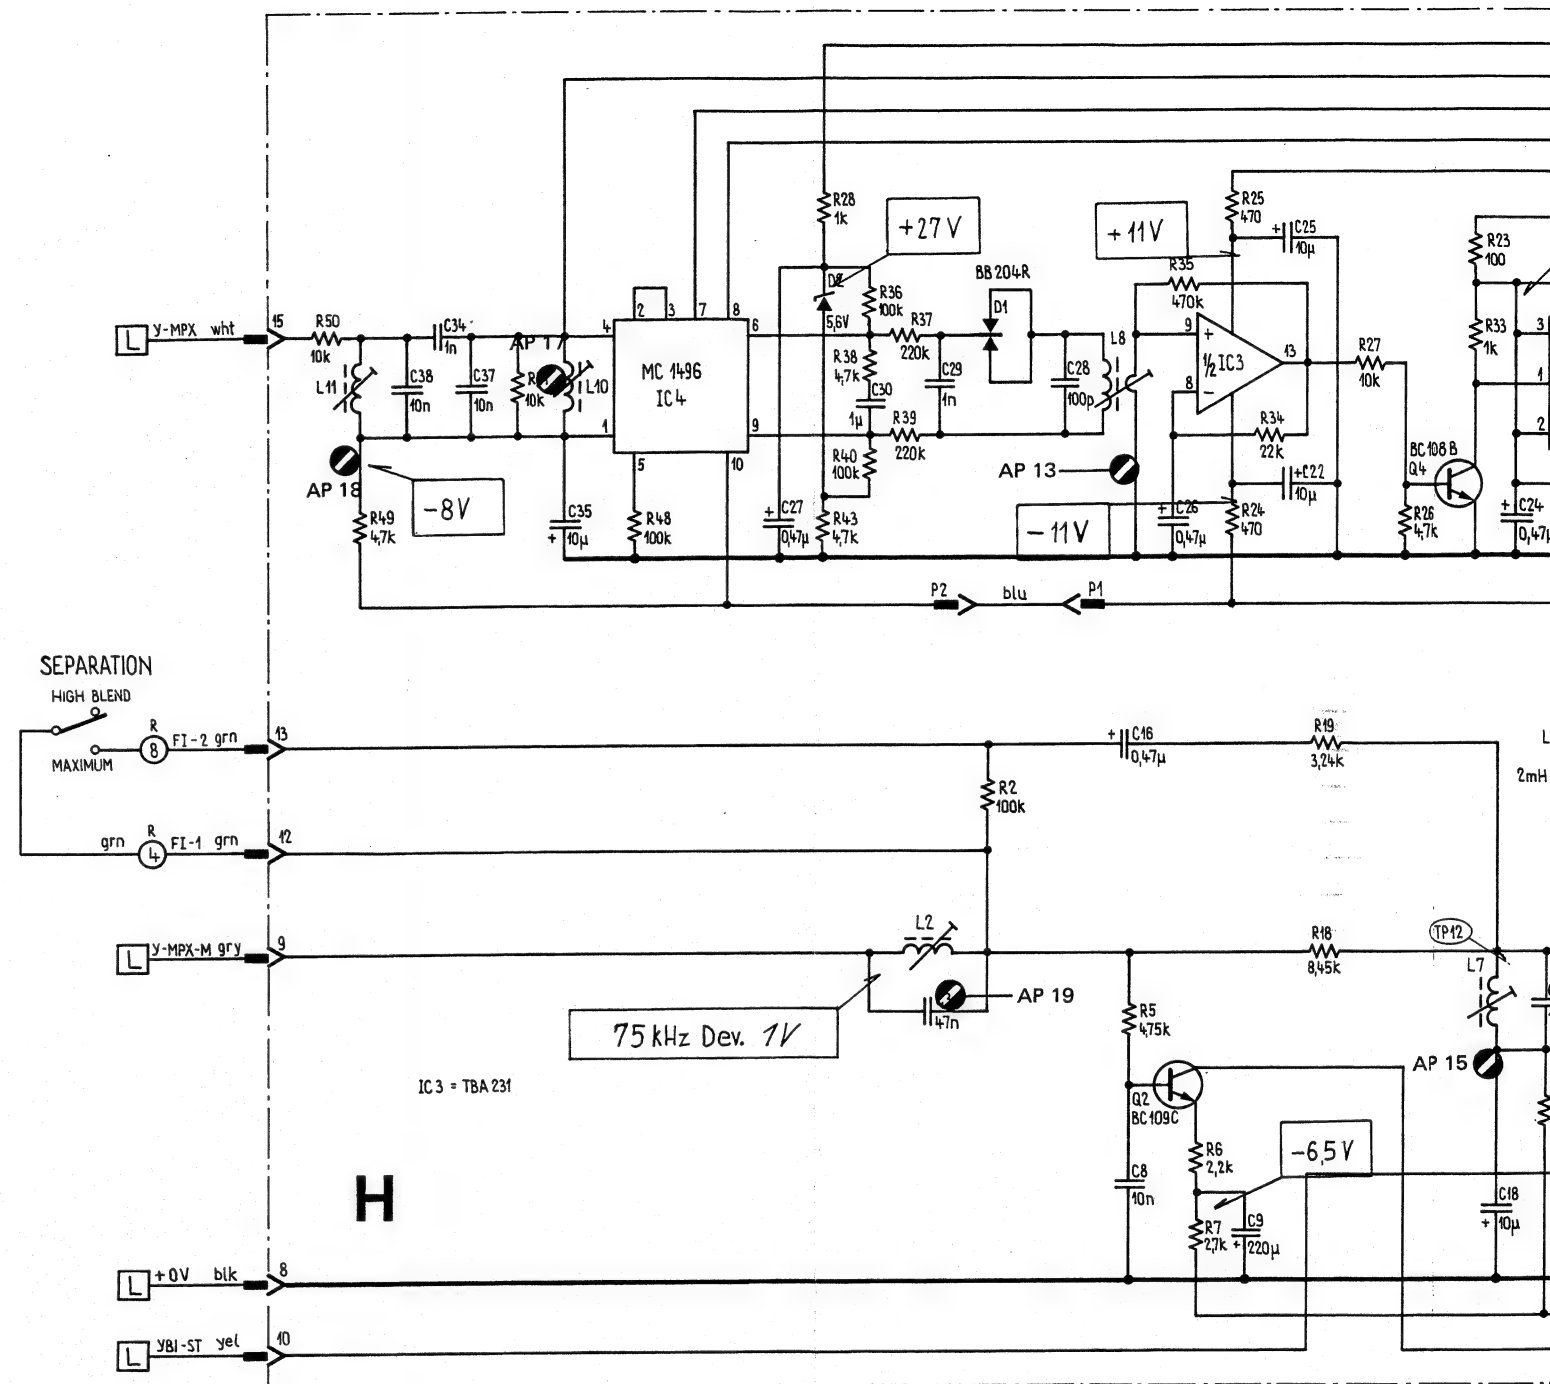 R28
1k
+27V
R25
470
+11V
C25
+
10µ
R23
100
D2
5,6V
R36
100k
BB204R
D1
R35
470k
L
Y-MPX wht
15
R50
10k
C34
1n
AP 17
4
2
3
7
8
6
MC 1496
IC4
R37
220k
L8
9
+
½ IC3
13
8
-
R27
10k
R33
1k
3
1
2
L11
C38
10n
C37
10n
10k
L10
R38
4,7k
C30
1µ
C29
1n
C28
100p
1
9
5
10
R39
220k
R40
100k
R34
22k
BC108B
Q4
AP 18
-8V
AP 13
+
C22
10µ
R49
4,7k
C35
+
10µ
R48
100k
+
C27
0,47µ
R43
4,7k
-11V
+
C26
0,47µ
R24
470
R26
4,7k
+
C24
0,47µ
P2
blu
P1
SEPARATION
HIGH BLEND
MAXIMUM
R
8
FI-2 grn
13
+
C16
0,47µ
R19
3,24k
L
2mH
R2
100k
grn
R
4
FI-1 grn
12
L
Y-MPX-M gry
9
L2
R18
8,45k
TP12
L7
AP 19
47n
75 kHz Dev. 1V
R5
4,75k
AP 15
IC3 = TBA231
Q2
BC109C
R6
2,2k
-6,5V
H
C8
10n
R7
2,7k
C9
+
220µ
C18
+
10µ
L
+0V blk
8
L
YBI-ST yel
10